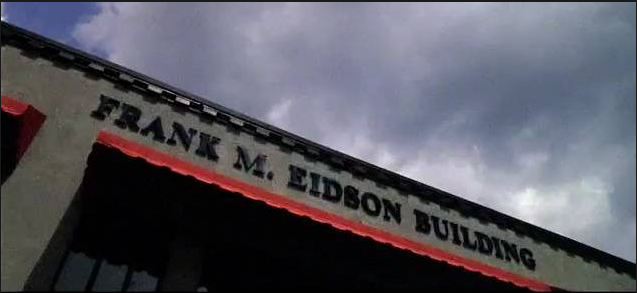 FRANK M. EIDSON BUILDING